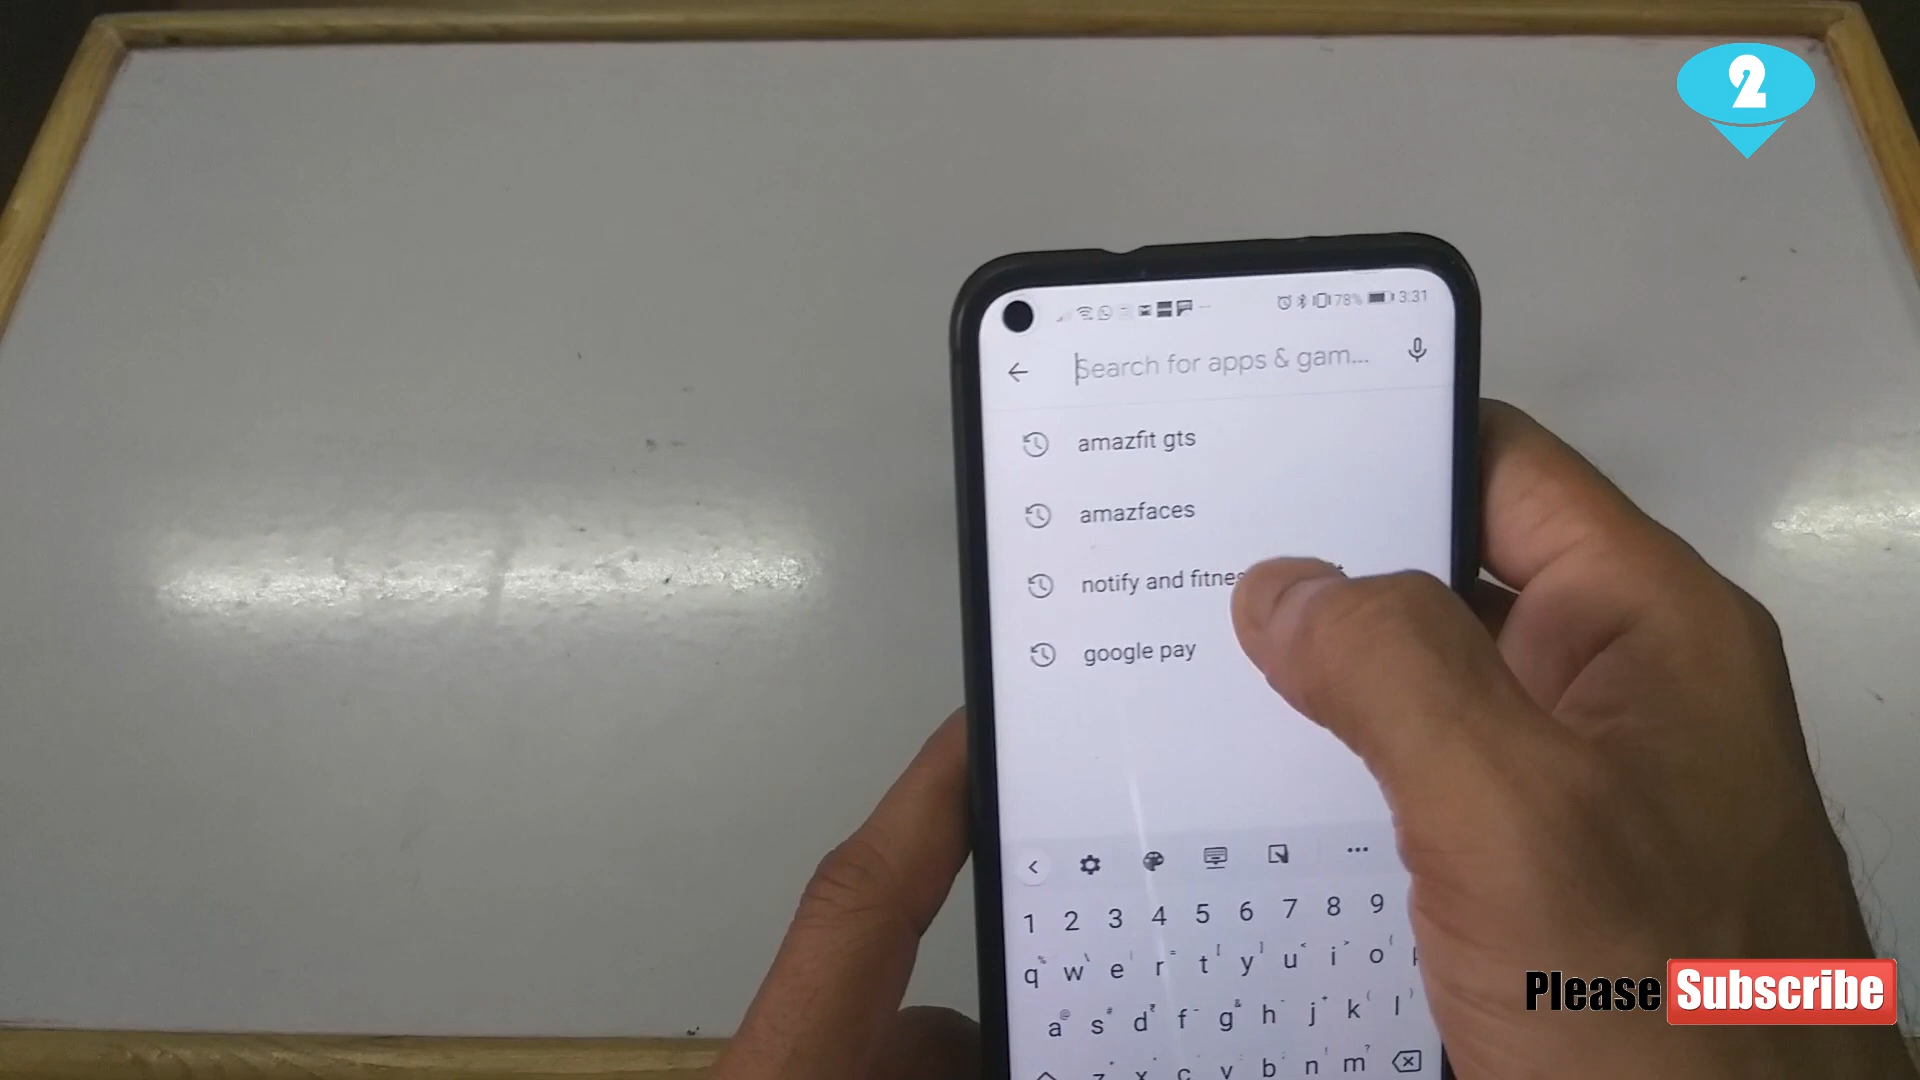 2
78% 3:31
Search for apps & gam...
amazfit gts
amazfaces
notify and fitnes
google pay
1 2 3 4 5 6 7 8 9
q w e r t y u i o
a s d f g h j k l
z x c v b n m
Please Subscribe